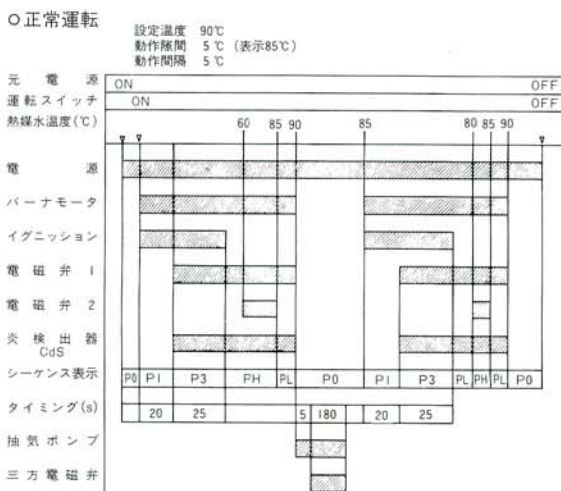 ○正常運転
設定温度 90℃
動作隙間 5℃ (表示85℃)
動作間隔 5℃
元電源 ON OFF
運転スイッチ ON OFF
熱媒水温度(℃) 60 85 90 85 80 85 90
電源
バーナモータ
イグニッション
電磁弁1
電磁弁2
炎検出器
CdS
シーケンス表示 P0 P1 P3 PH PL P0 P1 P3 PL PH PL P0
タイミング(s) 20 25 5 180 20 25
抽気ポンプ
三方電磁弁